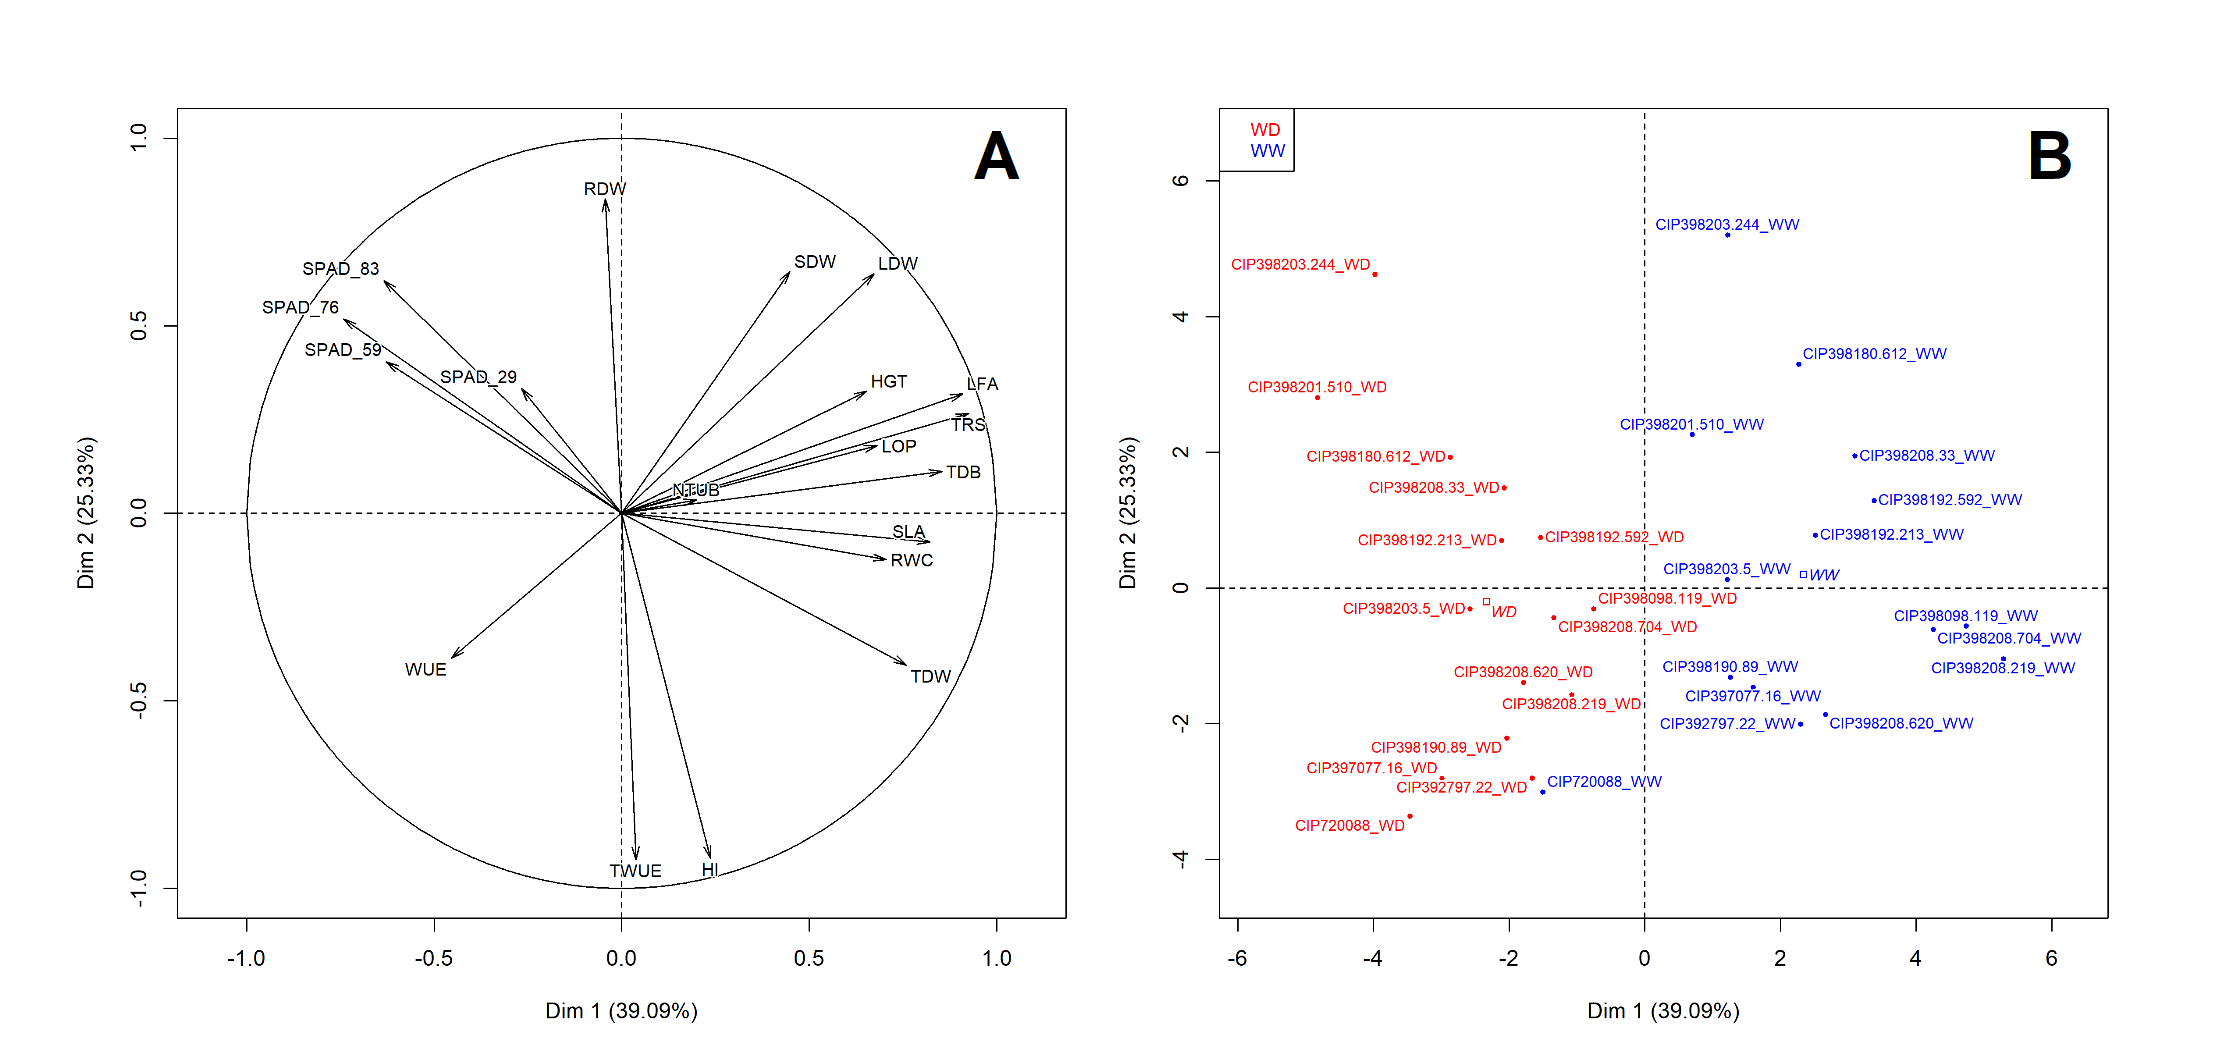 A
1.0
0.5
0.0
-0.5
-1.0
Dim 2 (25.33%)
RDW
SDW
LDW
SPAD_83
SPAD_76
SPAD_59
SPAD_29
HGT
LFA
TRS
LOP
TDB
NTUB
SLA
RWC
WUE
TDW
TWUE
HI
-1.0
-0.5
0.0
0.5
1.0
Dim 1 (39.09%)
B
WD
WW
6
4
2
0
-2
-4
Dim 2 (25.33%)
CIP398203.244_WW
CIP398203.244_WD
CIP398180.612_WW
CIP398201.510_WD
CIP398201.510_WW
CIP398180.612_WD
CIP398208.33_WW
CIP398208.33_WD
CIP398192.592_WW
CIP398192.213_WW
CIP398192.592_WD
CIP398192.213_WD
CIP398203.5_WW
WW
CIP398098.119_WD
CIP398203.5_WD
WD
CIP398098.119_WW
CIP398208.704_WD
CIP398208.704_WW
CIP398190.89_WW
CIP398208.219_WW
CIP398208.620_WD
CIP397077.16_WW
CIP398208.219_WD
CIP392797.22_WW
CIP398208.620_WW
CIP398190.89_WD
CIP397077.16_WD
CIP720088_WW
CIP392797.22_WD
CIP720088_WD
-6
-4
-2
0
2
4
6
Dim 1 (39.09%)